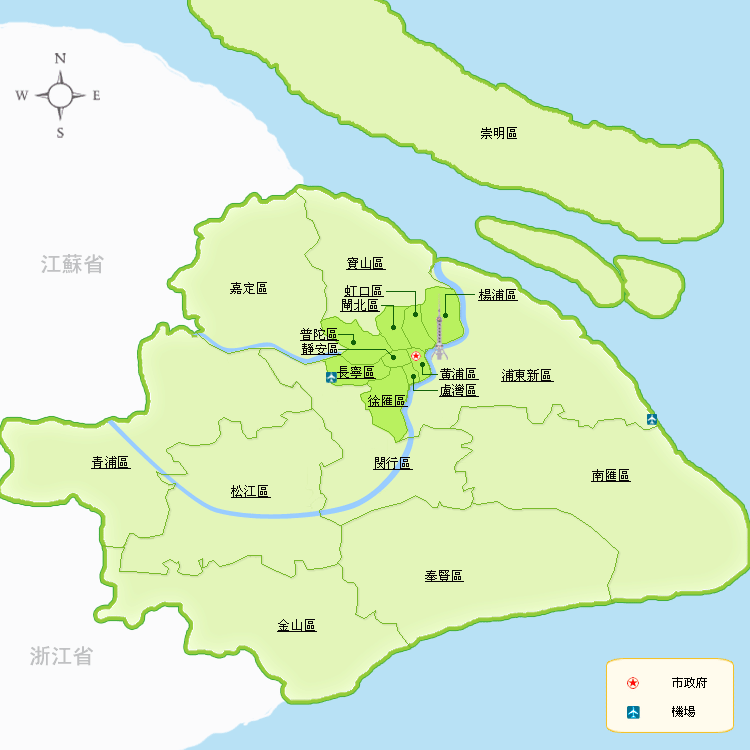 N
W E
S
崇明區
江蘇省
寶山區
嘉定區
虹口區
閘北區
楊浦區
普陀區
靜安區
長寧區
黃浦區
浦東新區
盧灣區
徐匯區
青浦區
閔行區
南匯區
松江區
奉賢區
金山區
浙江省
市政府
機場